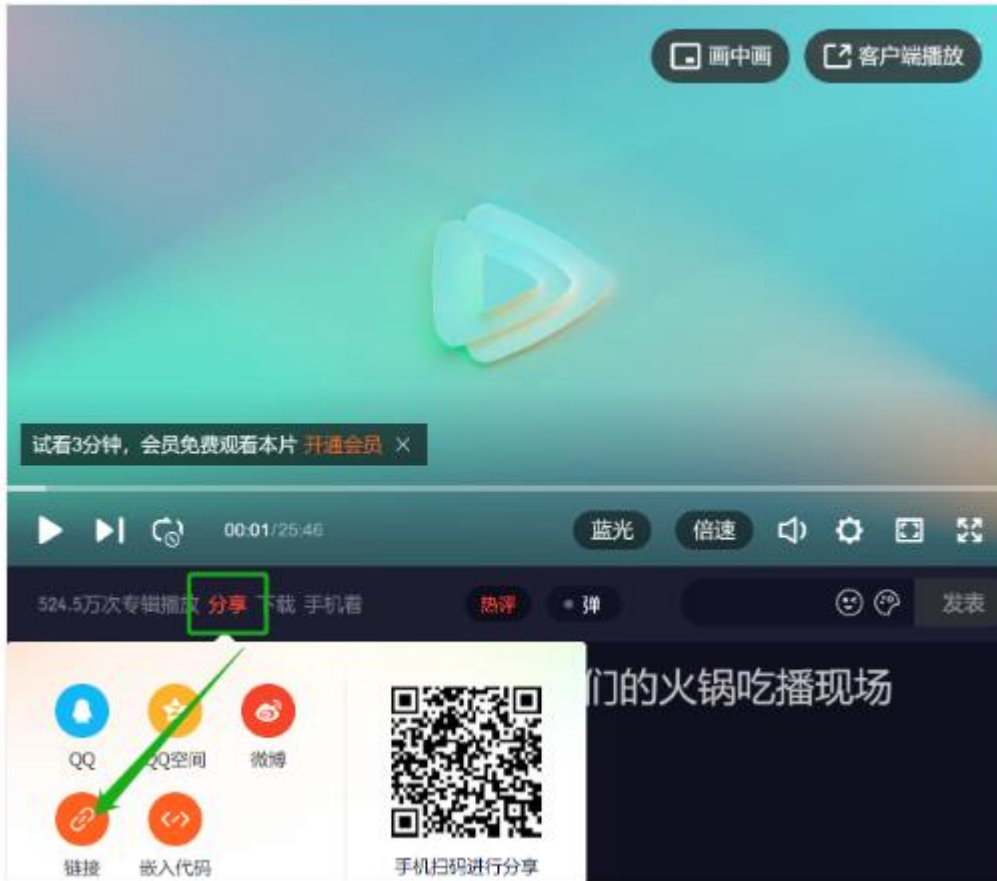 画中画 客户端播放
试看3分钟，会员免费观看本片 开通会员 ×
00:01/25:46 蓝光 倍速
524.5万次专辑播放 分享 下载 手机看 热评 弹 发表
们的火锅吃播现场
QQ QQ空间 微博
链接 嵌入代码 手机扫码进行分享